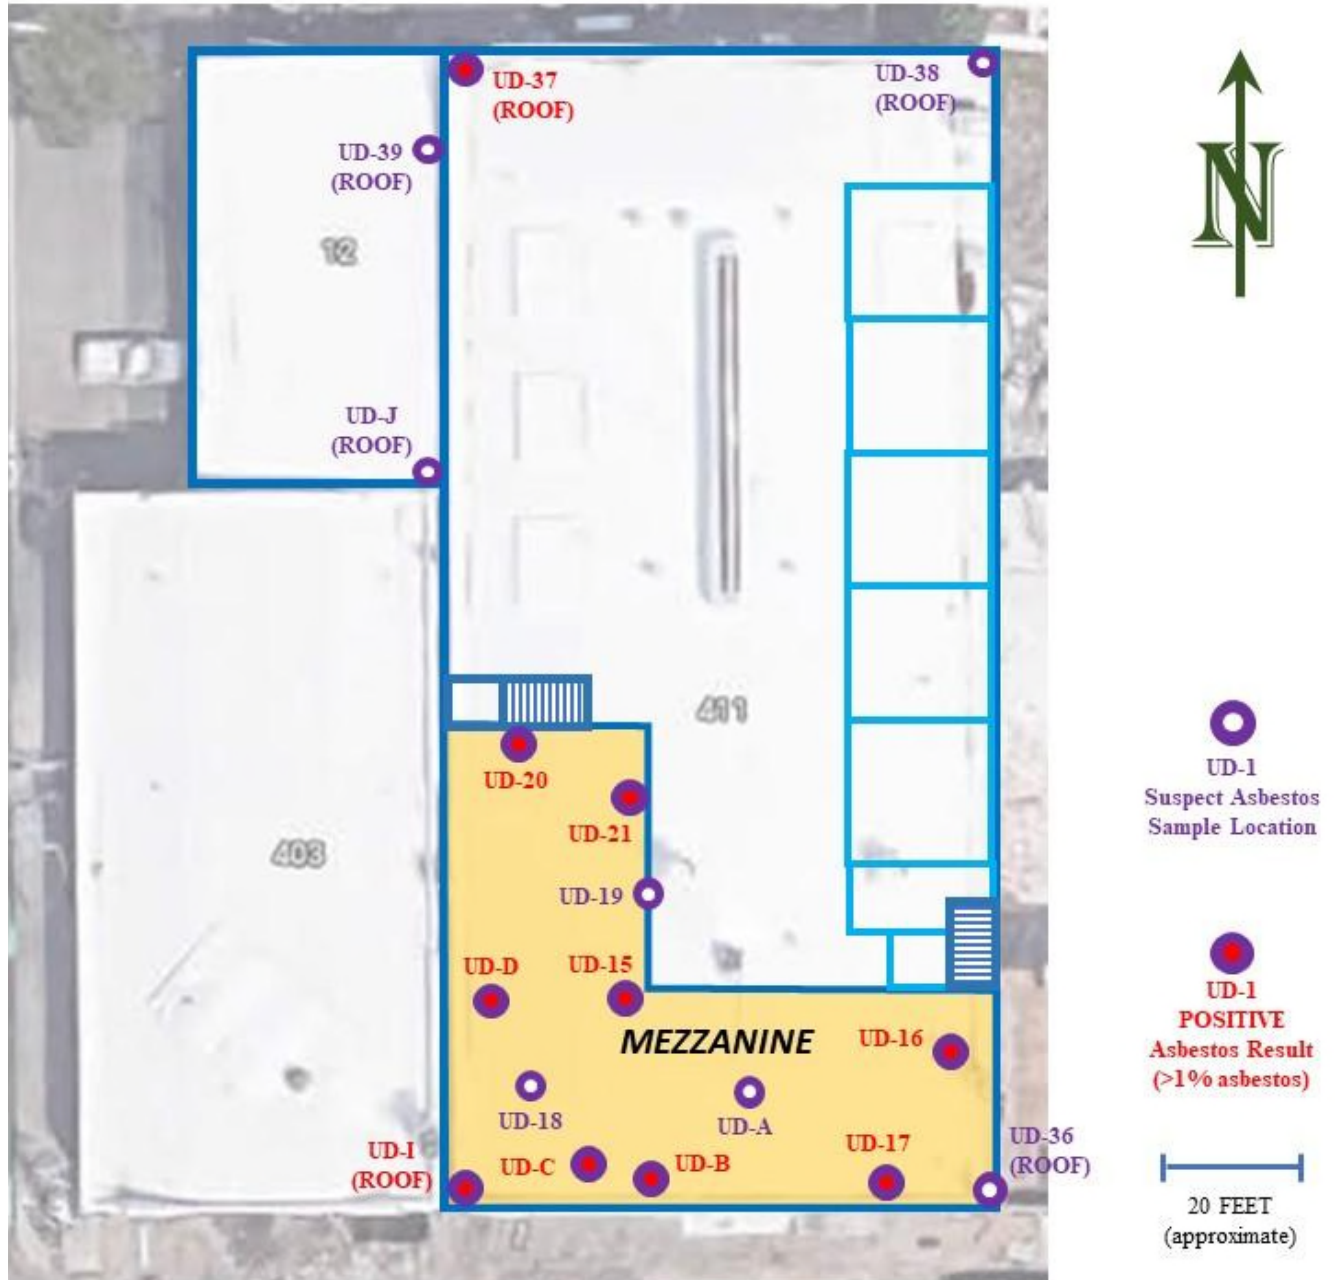 UD-37
(ROOF)
UD-38
(ROOF)
UD-39
(ROOF)
12
N
UD-J
(ROOF)
411
UD-20
UD-21
403
UD-19
UD-1
Suspect Asbestos
Sample Location
UD-D
UD-15
MEZZANINE
UD-16
UD-1
POSITIVE
Asbestos Result
(>1% asbestos)
UD-18
UD-A
UD-I
(ROOF)
UD-C
UD-B
UD-17
UD-36
(ROOF)
20 FEET
(approximate)